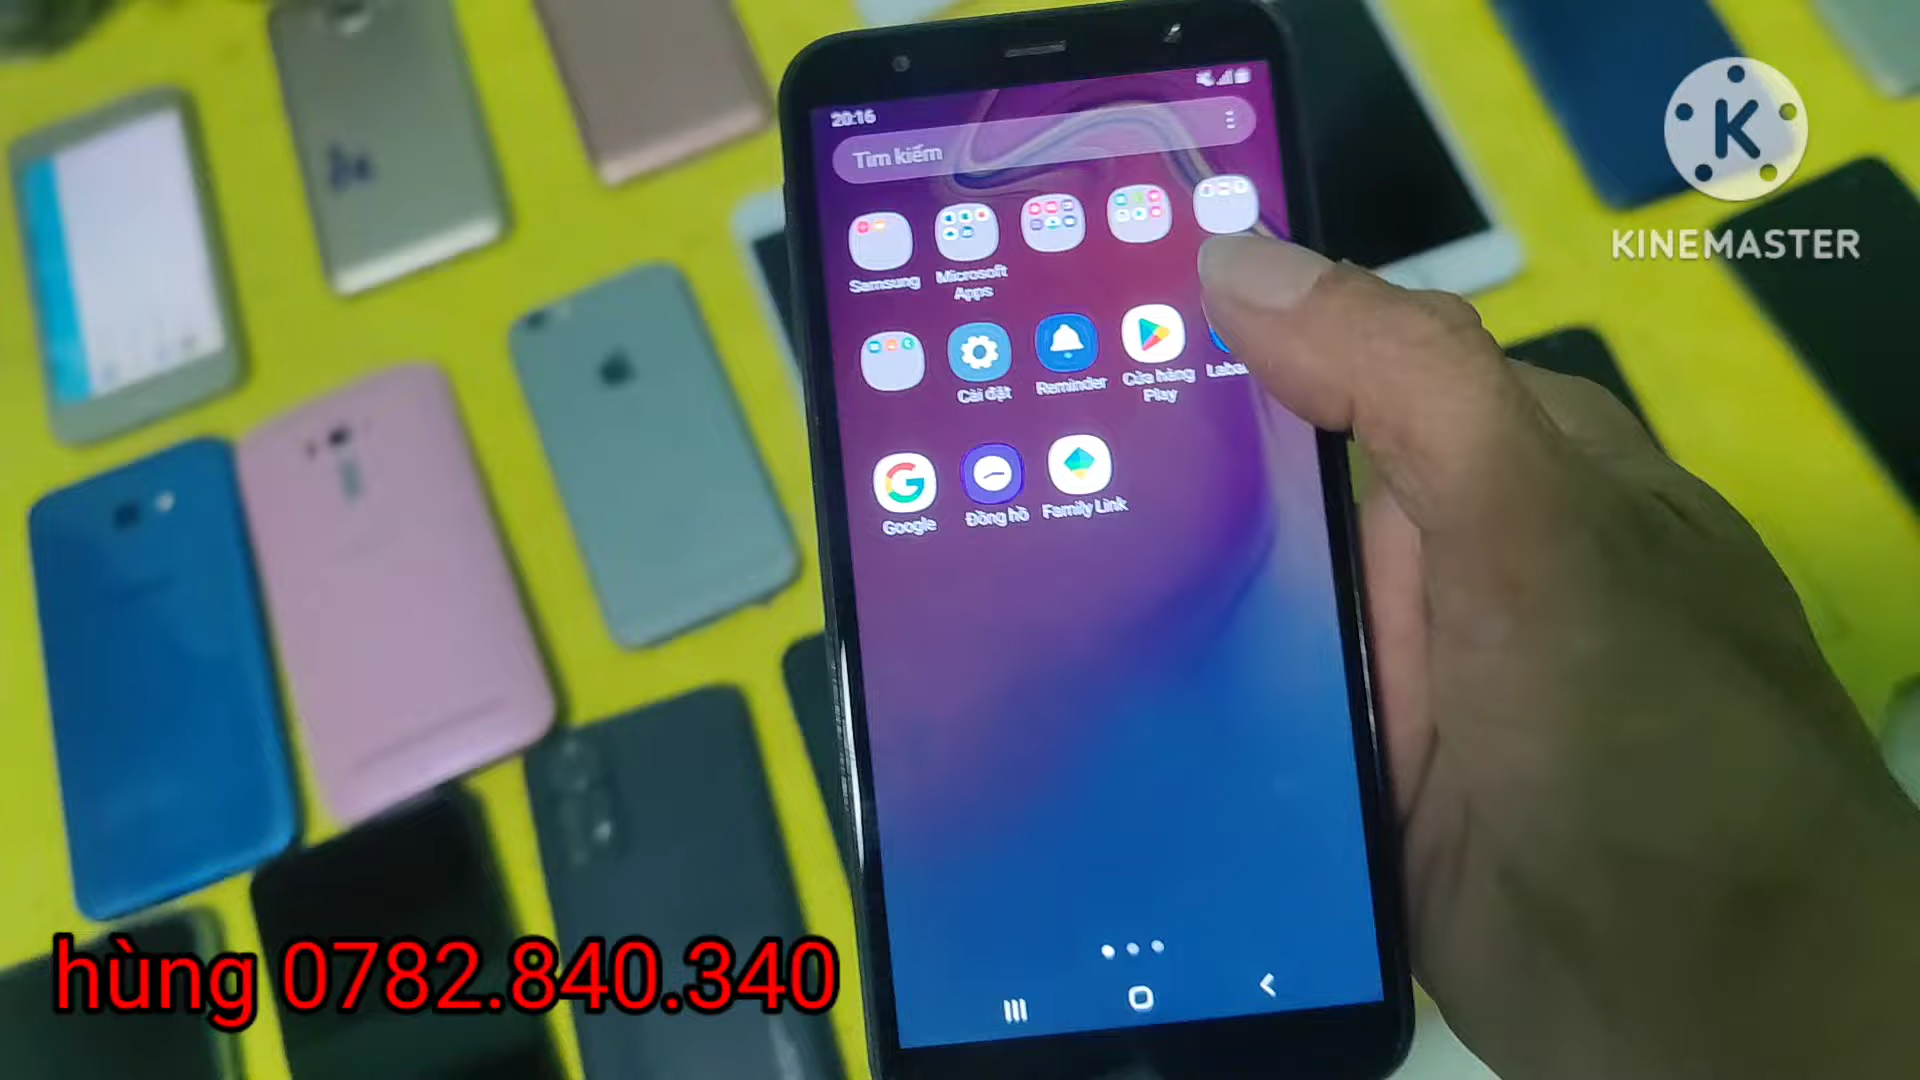 20:16
Tìm kiếm
Samsung
Microsoft
Apps
Cài đặt
Reminder
Cửa hàng
Play
Google
Đồng hồ
Family Link
K
KINEMASTER
hùng 0782.840.340